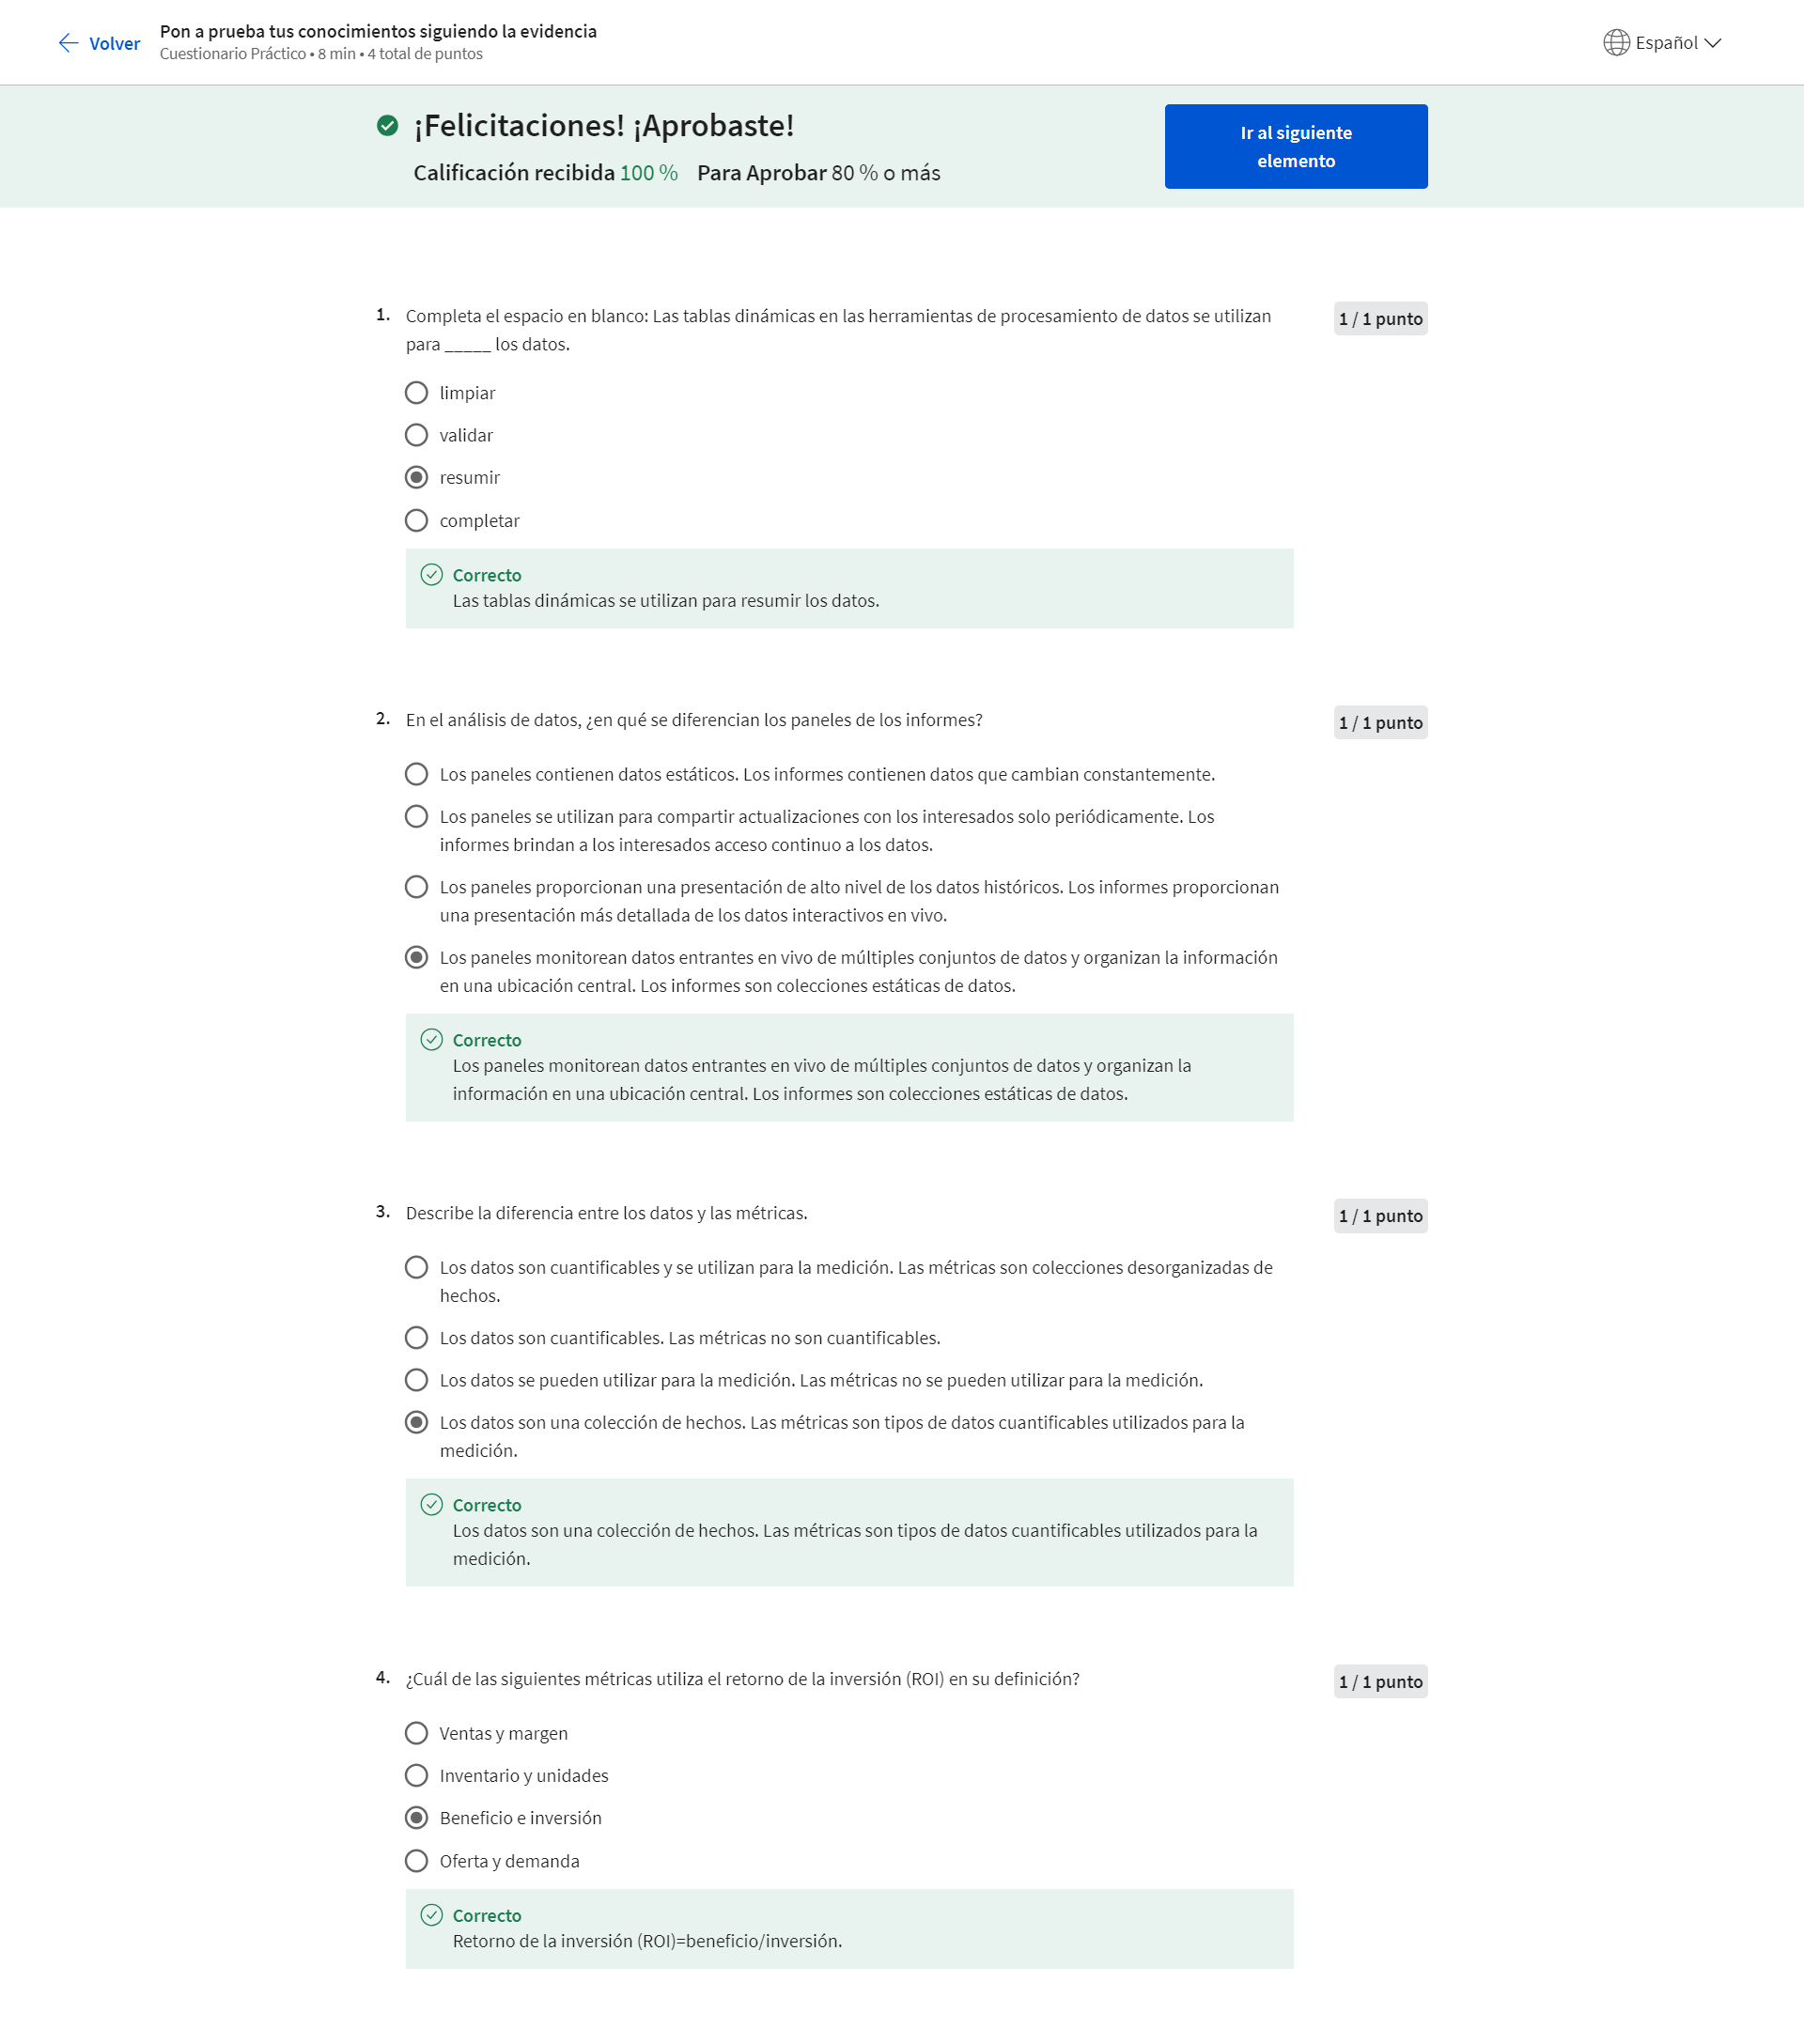 Volver
Pon a prueba tus conocimientos siguiendo la evidencia
Cuestionario Práctico • 8 min • 4 total de puntos
Español
¡Felicitaciones! ¡Aprobaste!
Calificación recibida 100 % Para Aprobar 80 % o más
Ir al siguiente
elemento
1. Completa el espacio en blanco: Las tablas dinámicas en las herramientas de procesamiento de datos se utilizan
para _____ los datos.
1 / 1 punto
limpiar
validar
resumir
completar
Correcto
Las tablas dinámicas se utilizan para resumir los datos.
2. En el análisis de datos, ¿en qué se diferencian los paneles de los informes?
1 / 1 punto
Los paneles contienen datos estáticos. Los informes contienen datos que cambian constantemente.
Los paneles se utilizan para compartir actualizaciones con los interesados solo periódicamente. Los
informes brindan a los interesados acceso continuo a los datos.
Los paneles proporcionan una presentación de alto nivel de los datos históricos. Los informes proporcionan
una presentación más detallada de los datos interactivos en vivo.
Los paneles monitorean datos entrantes en vivo de múltiples conjuntos de datos y organizan la información
en una ubicación central. Los informes son colecciones estáticas de datos.
Correcto
Los paneles monitorean datos entrantes en vivo de múltiples conjuntos de datos y organizan la
información en una ubicación central. Los informes son colecciones estáticas de datos.
3. Describe la diferencia entre los datos y las métricas.
1 / 1 punto
Los datos son cuantificables y se utilizan para la medición. Las métricas son colecciones desorganizadas de
hechos.
Los datos son cuantificables. Las métricas no son cuantificables.
Los datos se pueden utilizar para la medición. Las métricas no se pueden utilizar para la medición.
Los datos son una colección de hechos. Las métricas son tipos de datos cuantificables utilizados para la
medición.
Correcto
Los datos son una colección de hechos. Las métricas son tipos de datos cuantificables utilizados para la
medición.
4. ¿Cuál de las siguientes métricas utiliza el retorno de la inversión (ROI) en su definición?
1 / 1 punto
Ventas y margen
Inventario y unidades
Beneficio e inversión
Oferta y demanda
Correcto
Retorno de la inversión (ROI)=beneficio/inversión.